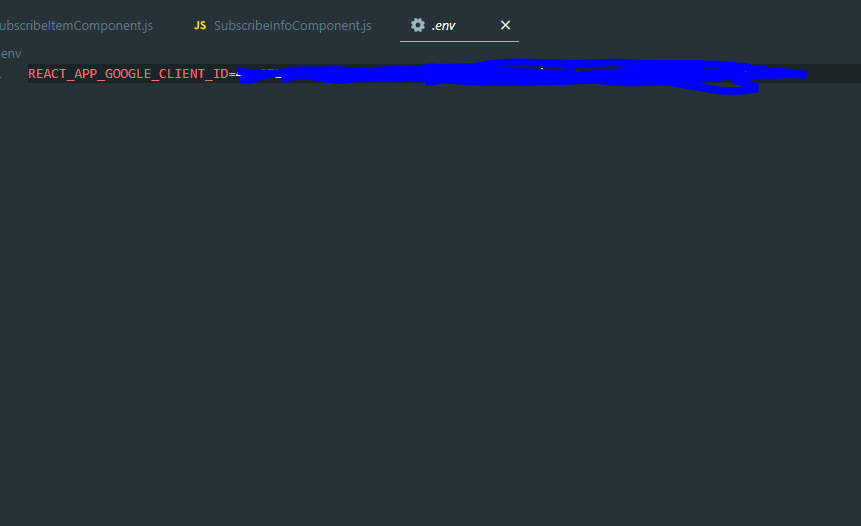 ubscribeItemComponent.js JS SubscribeInfoComponent.js .env
.env
REACT_APP_GOOGLE_CLIENT_ID=